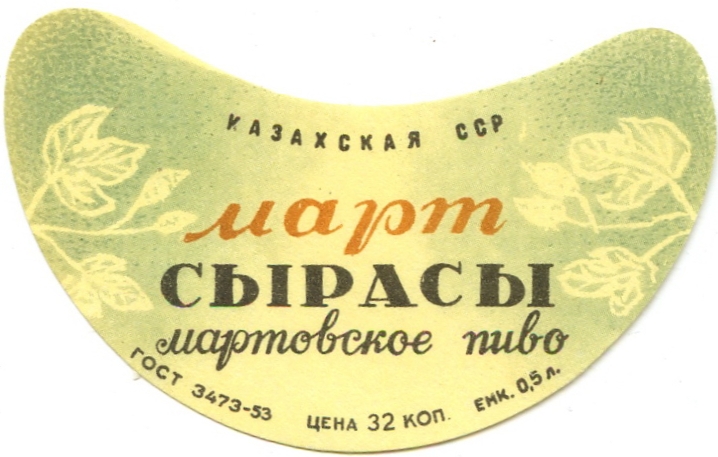 КАЗАХСКАЯ ССР
март
СЫРАСЫ
мартовское пиво
ГОСТ 3473-53 ЦЕНА 32 КОП. ЕМК. 0,5 л.